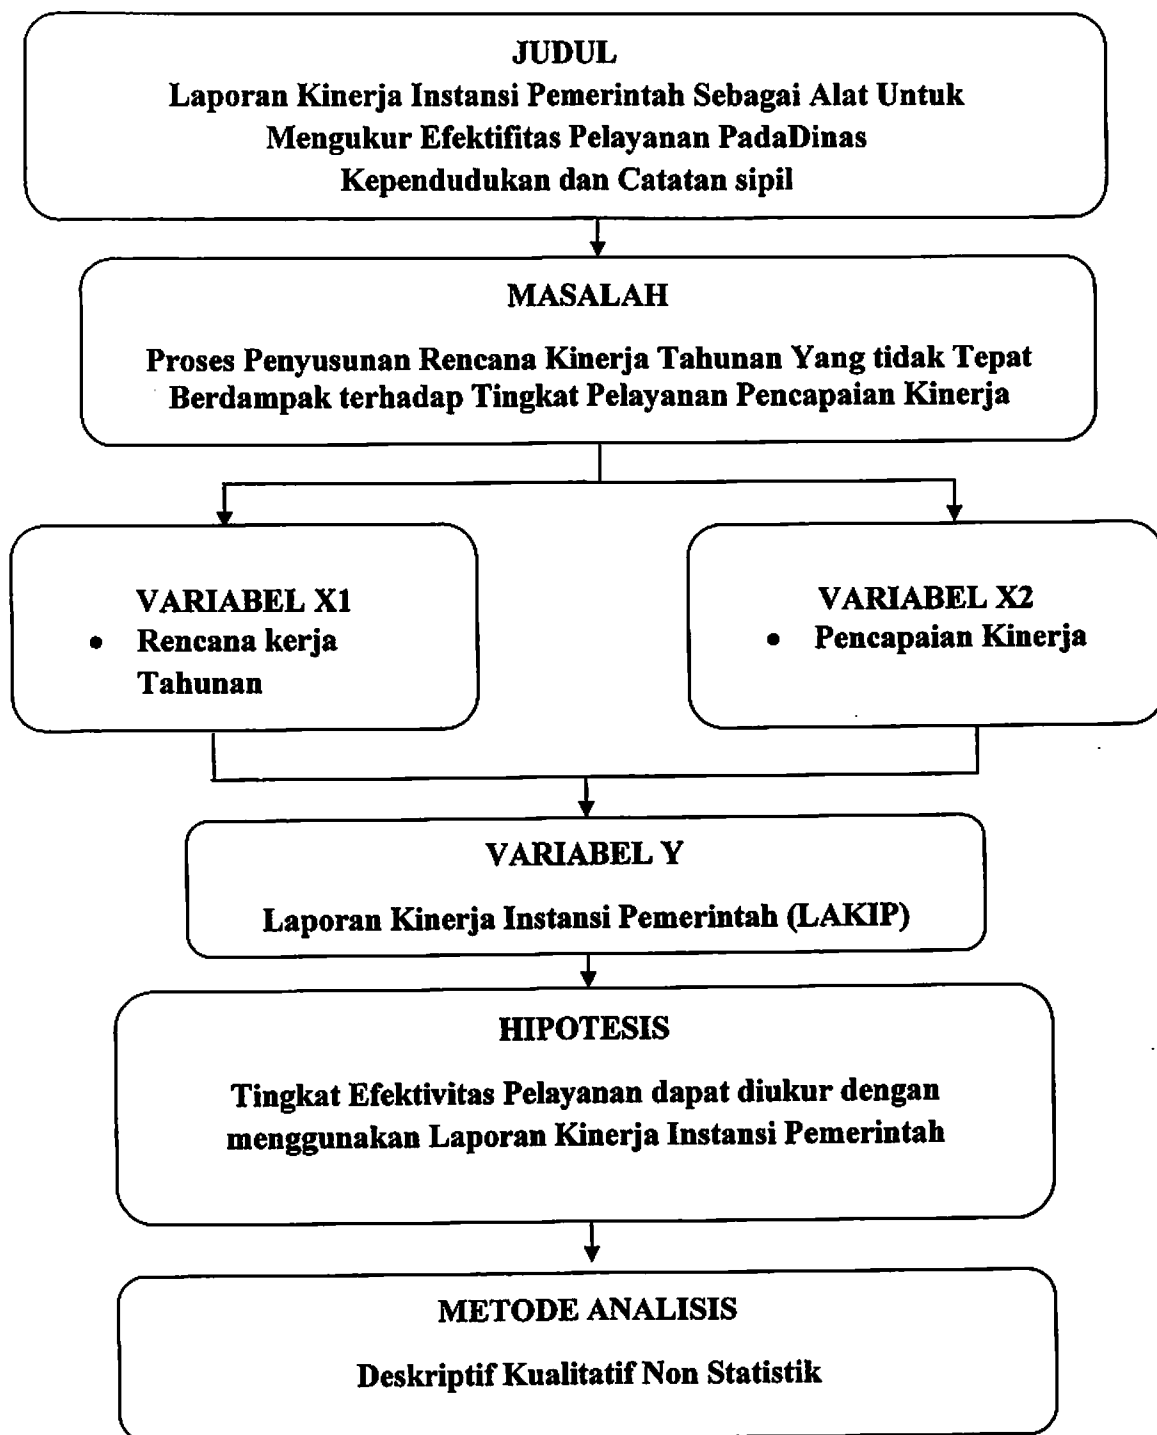 JUDUL
Laporan Kinerja Instansi Pemerintah Sebagai Alat Untuk
Mengukur Efektifitas Pelayanan PadaDinas
Kependudukan dan Catatan sipil
MASALAH
Proses Penyusunan Rencana Kinerja Tahunan Yang tidak Tepat
Berdampak terhadap Tingkat Pelayanan Pencapaian Kinerja
VARIABEL X1
• Rencana kerja
Tahunan
VARIABEL X2
• Pencapaian Kinerja
VARIABEL Y
Laporan Kinerja Instansi Pemerintah (LAKIP)
HIPOTESIS
Tingkat Efektivitas Pelayanan dapat diukur dengan
menggunakan Laporan Kinerja Instansi Pemerintah
METODE ANALISIS
Deskriptif Kualitatif Non Statistik